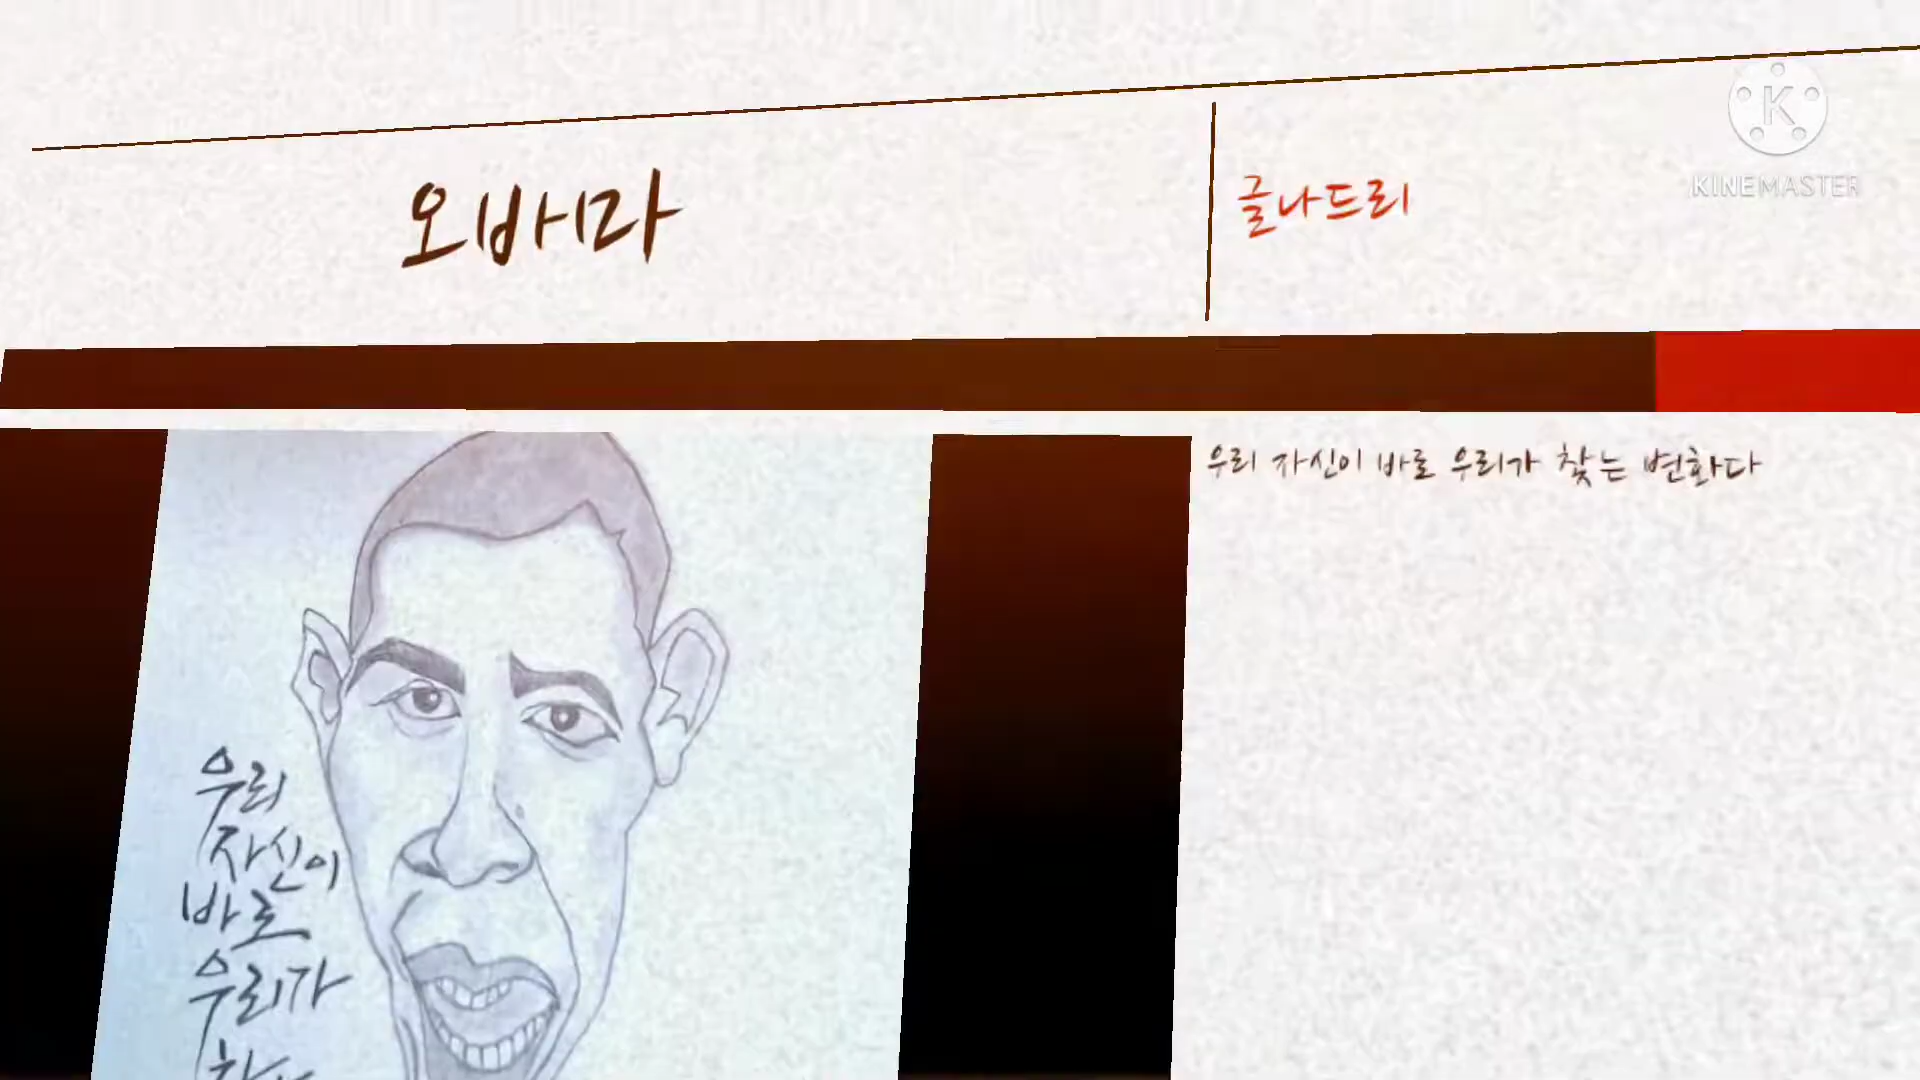 오바마
글나드리
KINEMASTER
우리 자신이 바로 우리가 찾는 변화다
우리
자신이
바로
우리가